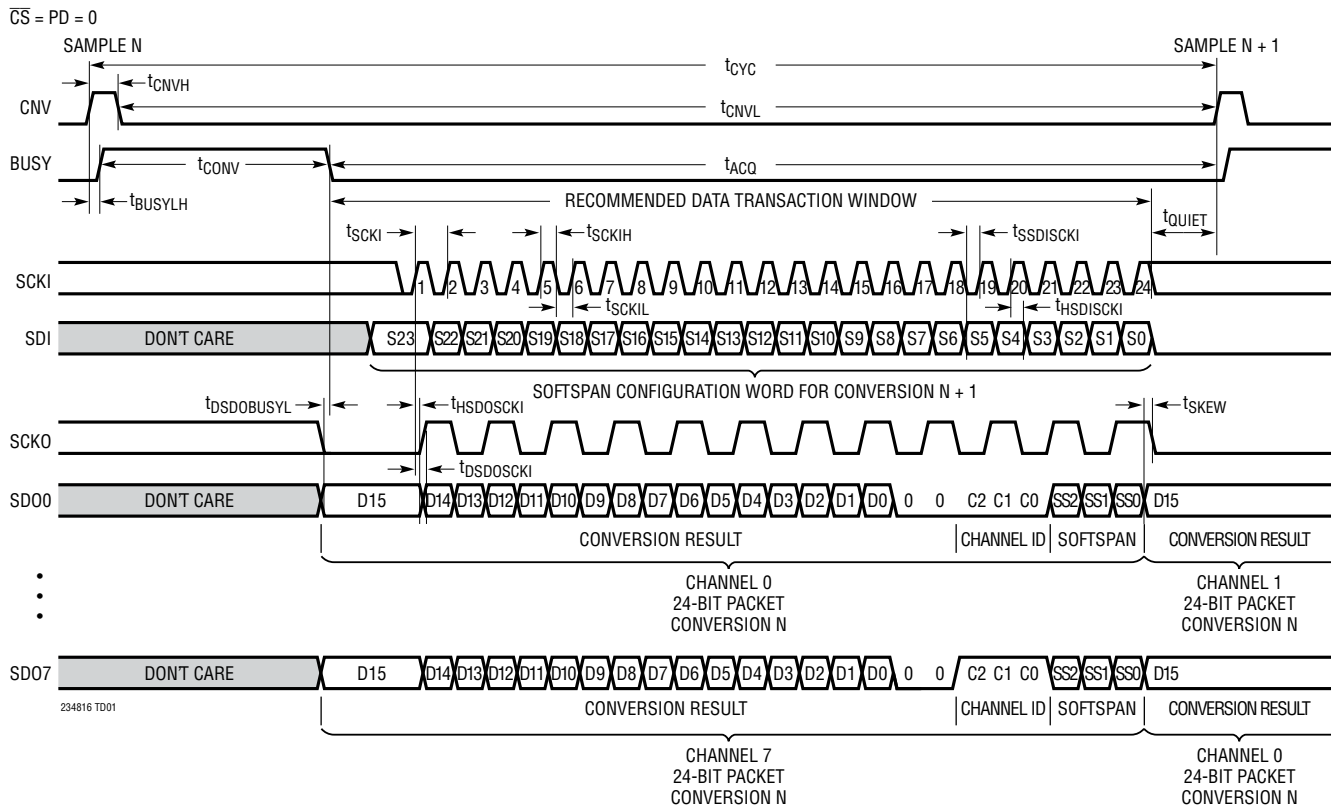 CS = PD = 0
SAMPLE N
SAMPLE N + 1
tCYC
tCNVH
CNV
tCNVL
BUSY
tCONV
tACQ
tBUSYLH
RECOMMENDED DATA TRANSACTION WINDOW
tQUIET
tSCKI
tSCKIH
tSSDISCKI
SCKI
1 2 3 4 5 6 7 8 9 10 11 12 13 14 15 16 17 18 19 20 21 22 23 24
tSCKIL
tHSDISCKI
SDI
DON'T CARE
S23 S22 S21 S20 S19 S18 S17 S16 S15 S14 S13 S12 S11 S10 S9 S8 S7 S6 S5 S4 S3 S2 S1 S0
SOFTSPAN CONFIGURATION WORD FOR CONVERSION N + 1
tDSDOBUSYL
tHSDOSCKI
tSKEW
SCKO
tDSDOSCKI
SDO0
DON'T CARE
D15 D14 D13 D12 D11 D10 D9 D8 D7 D6 D5 D4 D3 D2 D1 D0 0 0 C2 C1 C0 SS2 SS1 SS0 D15
CONVERSION RESULT
CHANNEL ID
SOFTSPAN
CONVERSION RESULT
CHANNEL 0
24-BIT PACKET
CONVERSION N
CHANNEL 1
24-BIT PACKET
CONVERSION N
SDO7
DON'T CARE
D15 D14 D13 D12 D11 D10 D9 D8 D7 D6 D5 D4 D3 D2 D1 D0 0 0 C2 C1 C0 SS2 SS1 SS0 D15
234816 TD01
CONVERSION RESULT
CHANNEL ID
SOFTSPAN
CONVERSION RESULT
CHANNEL 7
24-BIT PACKET
CONVERSION N
CHANNEL 0
24-BIT PACKET
CONVERSION N